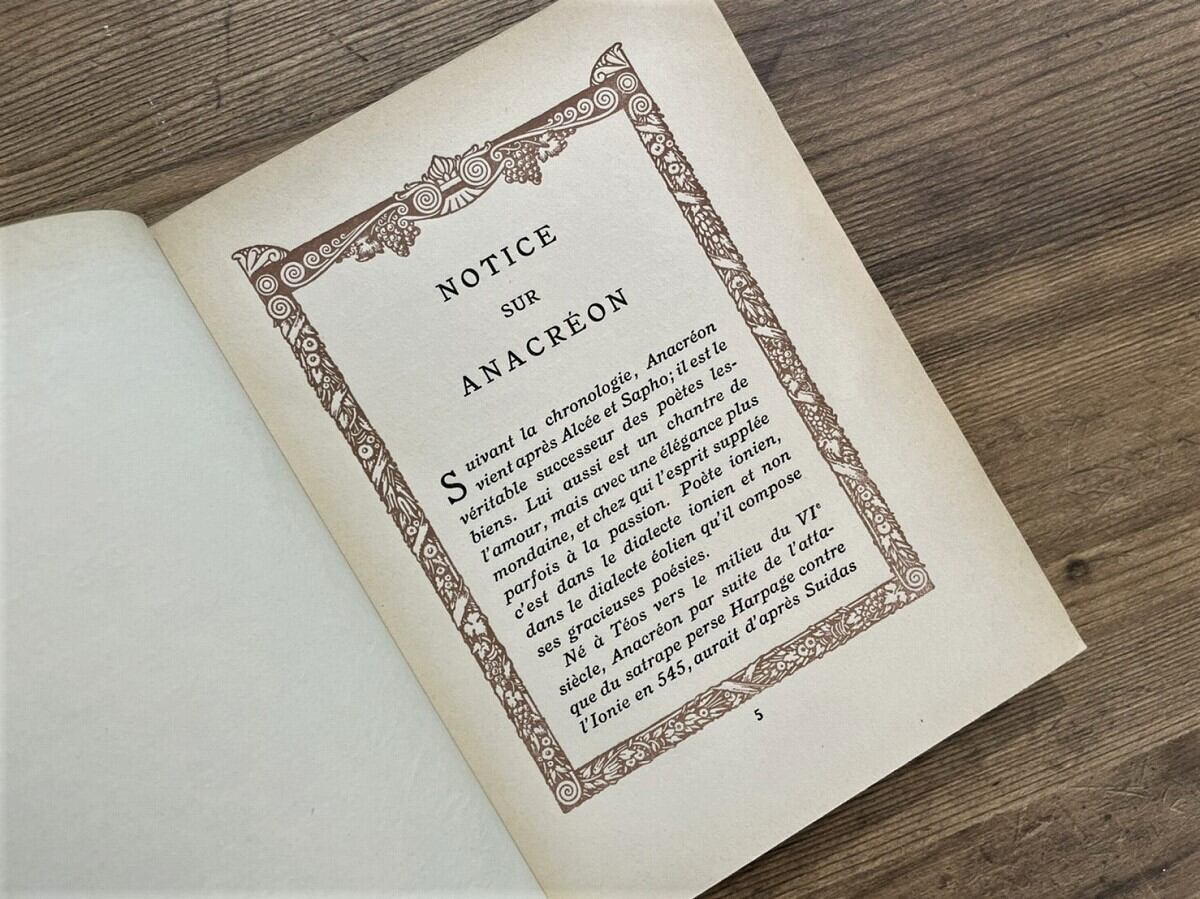 NOTICE
SUR
ANACRÉON
Suivant la chronologie, Anacréon
vient après Alcée et Sapho; il est le
véritable successeur des poètes les-
biens. Lui aussi est un chantre de
l'amour, mais avec une élégance plus
mondaine, et chez qui l'esprit supplée
parfois à la passion. Poète ionien,
c'est dans le dialecte ionien et non
dans le dialecte éolien qu'il compose
ses gracieuses poésies.
Né à Téos vers le milieu du VIe
siècle, Anacréon par suite de l'atta-
que du satrape perse Harpage contre
l'Ionie en 545, aurait d'après Suidas
5